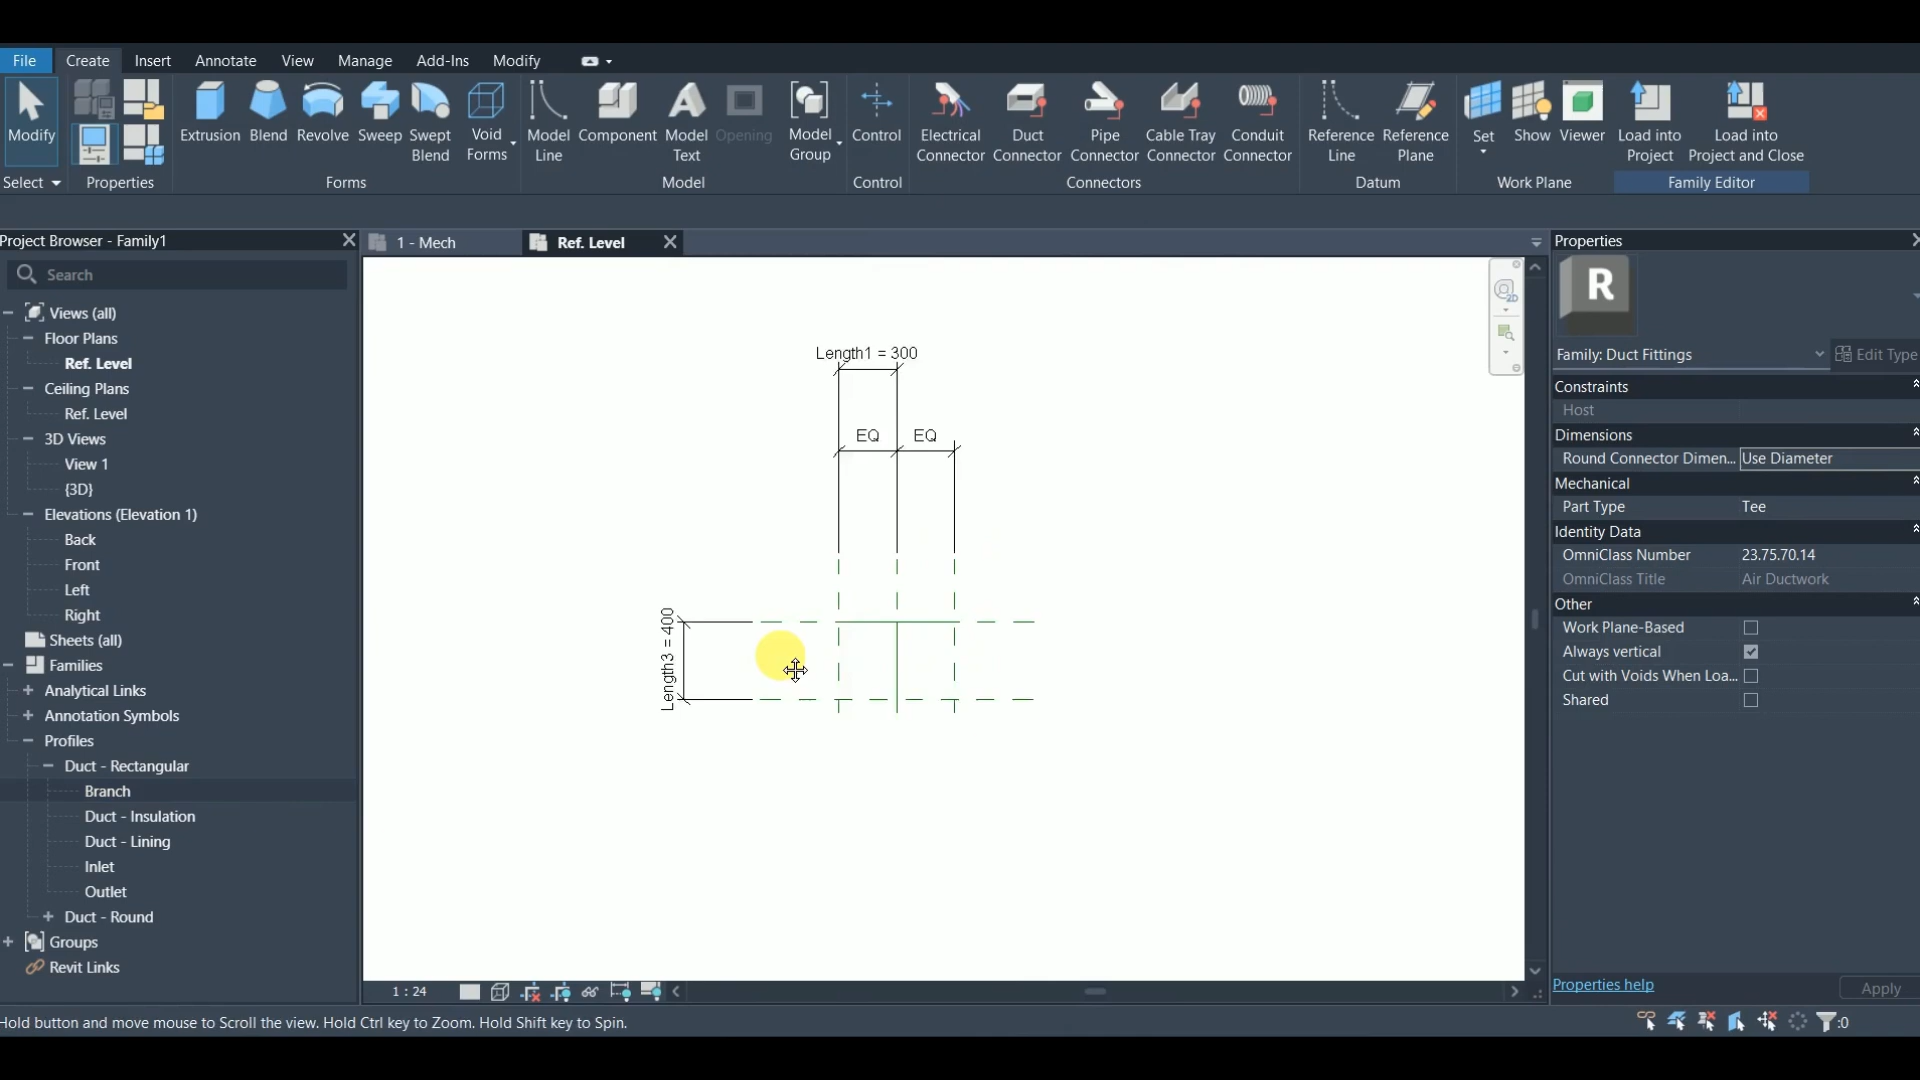 File Create Insert Annotate View Manage Add-Ins Modify
Modify Extrusion Blend Revolve Sweep Swept Blend Void Forms Model Line Component Model Text Opening Model Group Control Electrical Connector Duct Connector Pipe Connector Cable Tray Connector Conduit Connector Reference Line Reference Plane Set Show Viewer Load into Project Load into Project and Close
Select Properties Forms Model Control Connectors Datum Work Plane Family Editor
Project Browser - Family1
1 - Mech
Ref. Level
Properties
Search
Views (all)
Floor Plans
Ref. Level
Ceiling Plans
Ref. Level
3D Views
View 1
{3D}
Elevations (Elevation 1)
Back
Front
Left
Right
Sheets (all)
Families
Analytical Links
Annotation Symbols
Profiles
Duct - Rectangular
Branch
Duct - Insulation
Duct - Lining
Inlet
Outlet
Duct - Round
Groups
Revit Links
Length1 = 300
EQ EQ
Length3 = 400
2D
R
Family: Duct Fittings
Edit Type
Constraints
Host
Dimensions
Round Connector Dimen... Use Diameter
Mechanical
Part Type Tee
Identity Data
OmniClass Number 23.75.70.14
OmniClass Title Air Ductwork
Other
Work Plane-Based
Always vertical
Cut with Voids When Loa...
Shared
Properties help
Apply
1 : 24
Hold button and move mouse to Scroll the view. Hold Ctrl key to Zoom. Hold Shift key to Spin.
:0